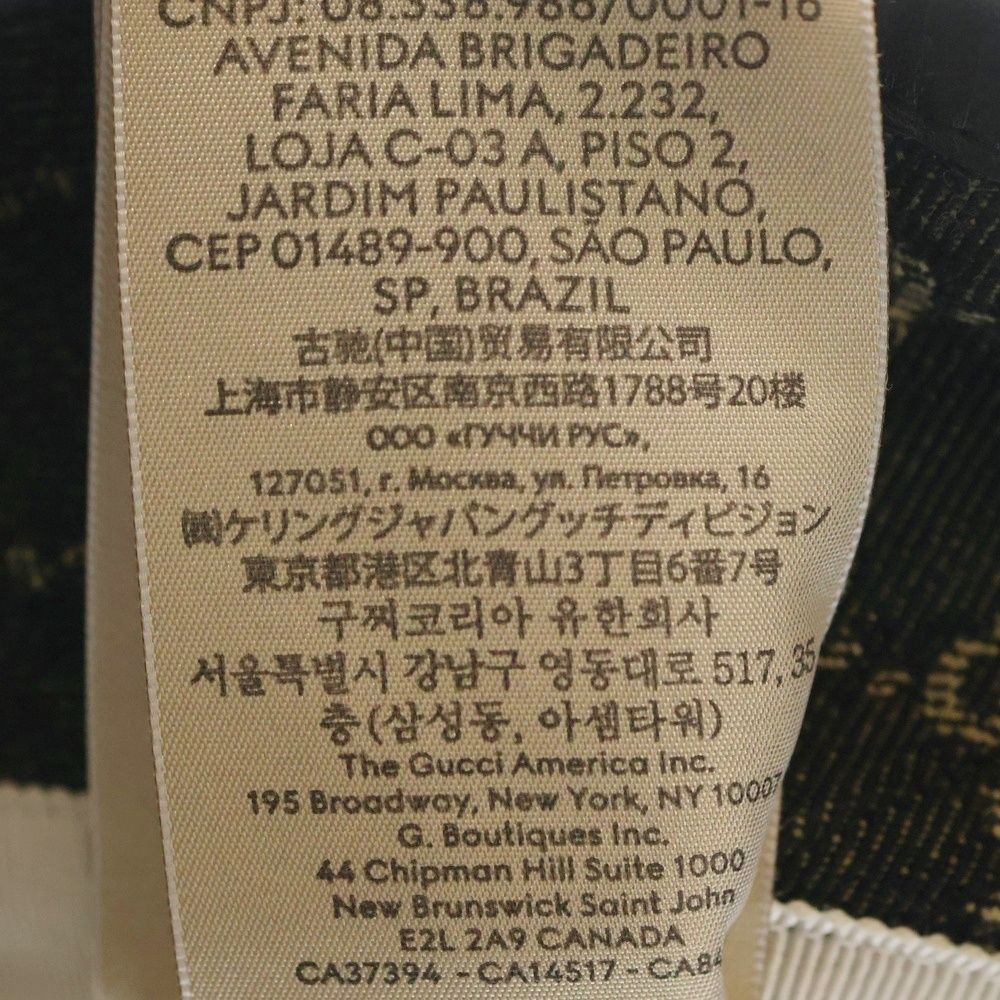 CNPJ: 08.338.986/0001-16
AVENIDA BRIGADEIRO
FARIA LIMA, 2.232,
LOJA C-03 A, PISO 2,
JARDIM PAULISTANO,
CEP 01489-900, SÃO PAULO,
SP, BRAZIL
古驰(中国)贸易有限公司
上海市静安区南京西路1788号20楼
ООО «ГУЧЧИ РУС»,
127051, г. Москва, ул. Петровка, 16
㈱ケリングジャパングッチディビジョン
東京都港区北青山3丁目6番7号
구찌코리아 유한회사
서울특별시 강남구 영동대로 517, 35
층(삼성동, 아셈타워)
The Gucci America Inc.
195 Broadway, New York, NY 10007
G. Boutiques Inc.
44 Chipman Hill Suite 1000
New Brunswick Saint John
E2L 2A9 CANADA
CA37394 - CA14517 -